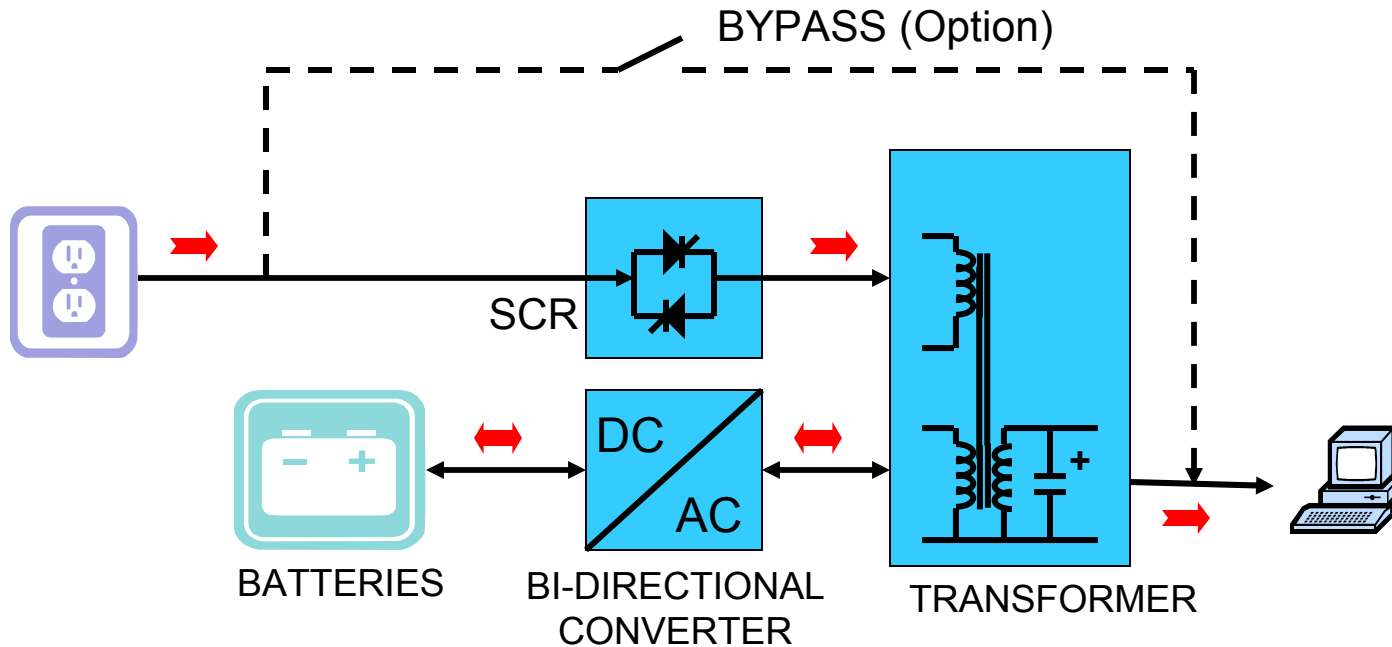 BYPASS (Option)
SCR
DC
AC
BATTERIES
BI-DIRECTIONAL
CONVERTER
TRANSFORMER